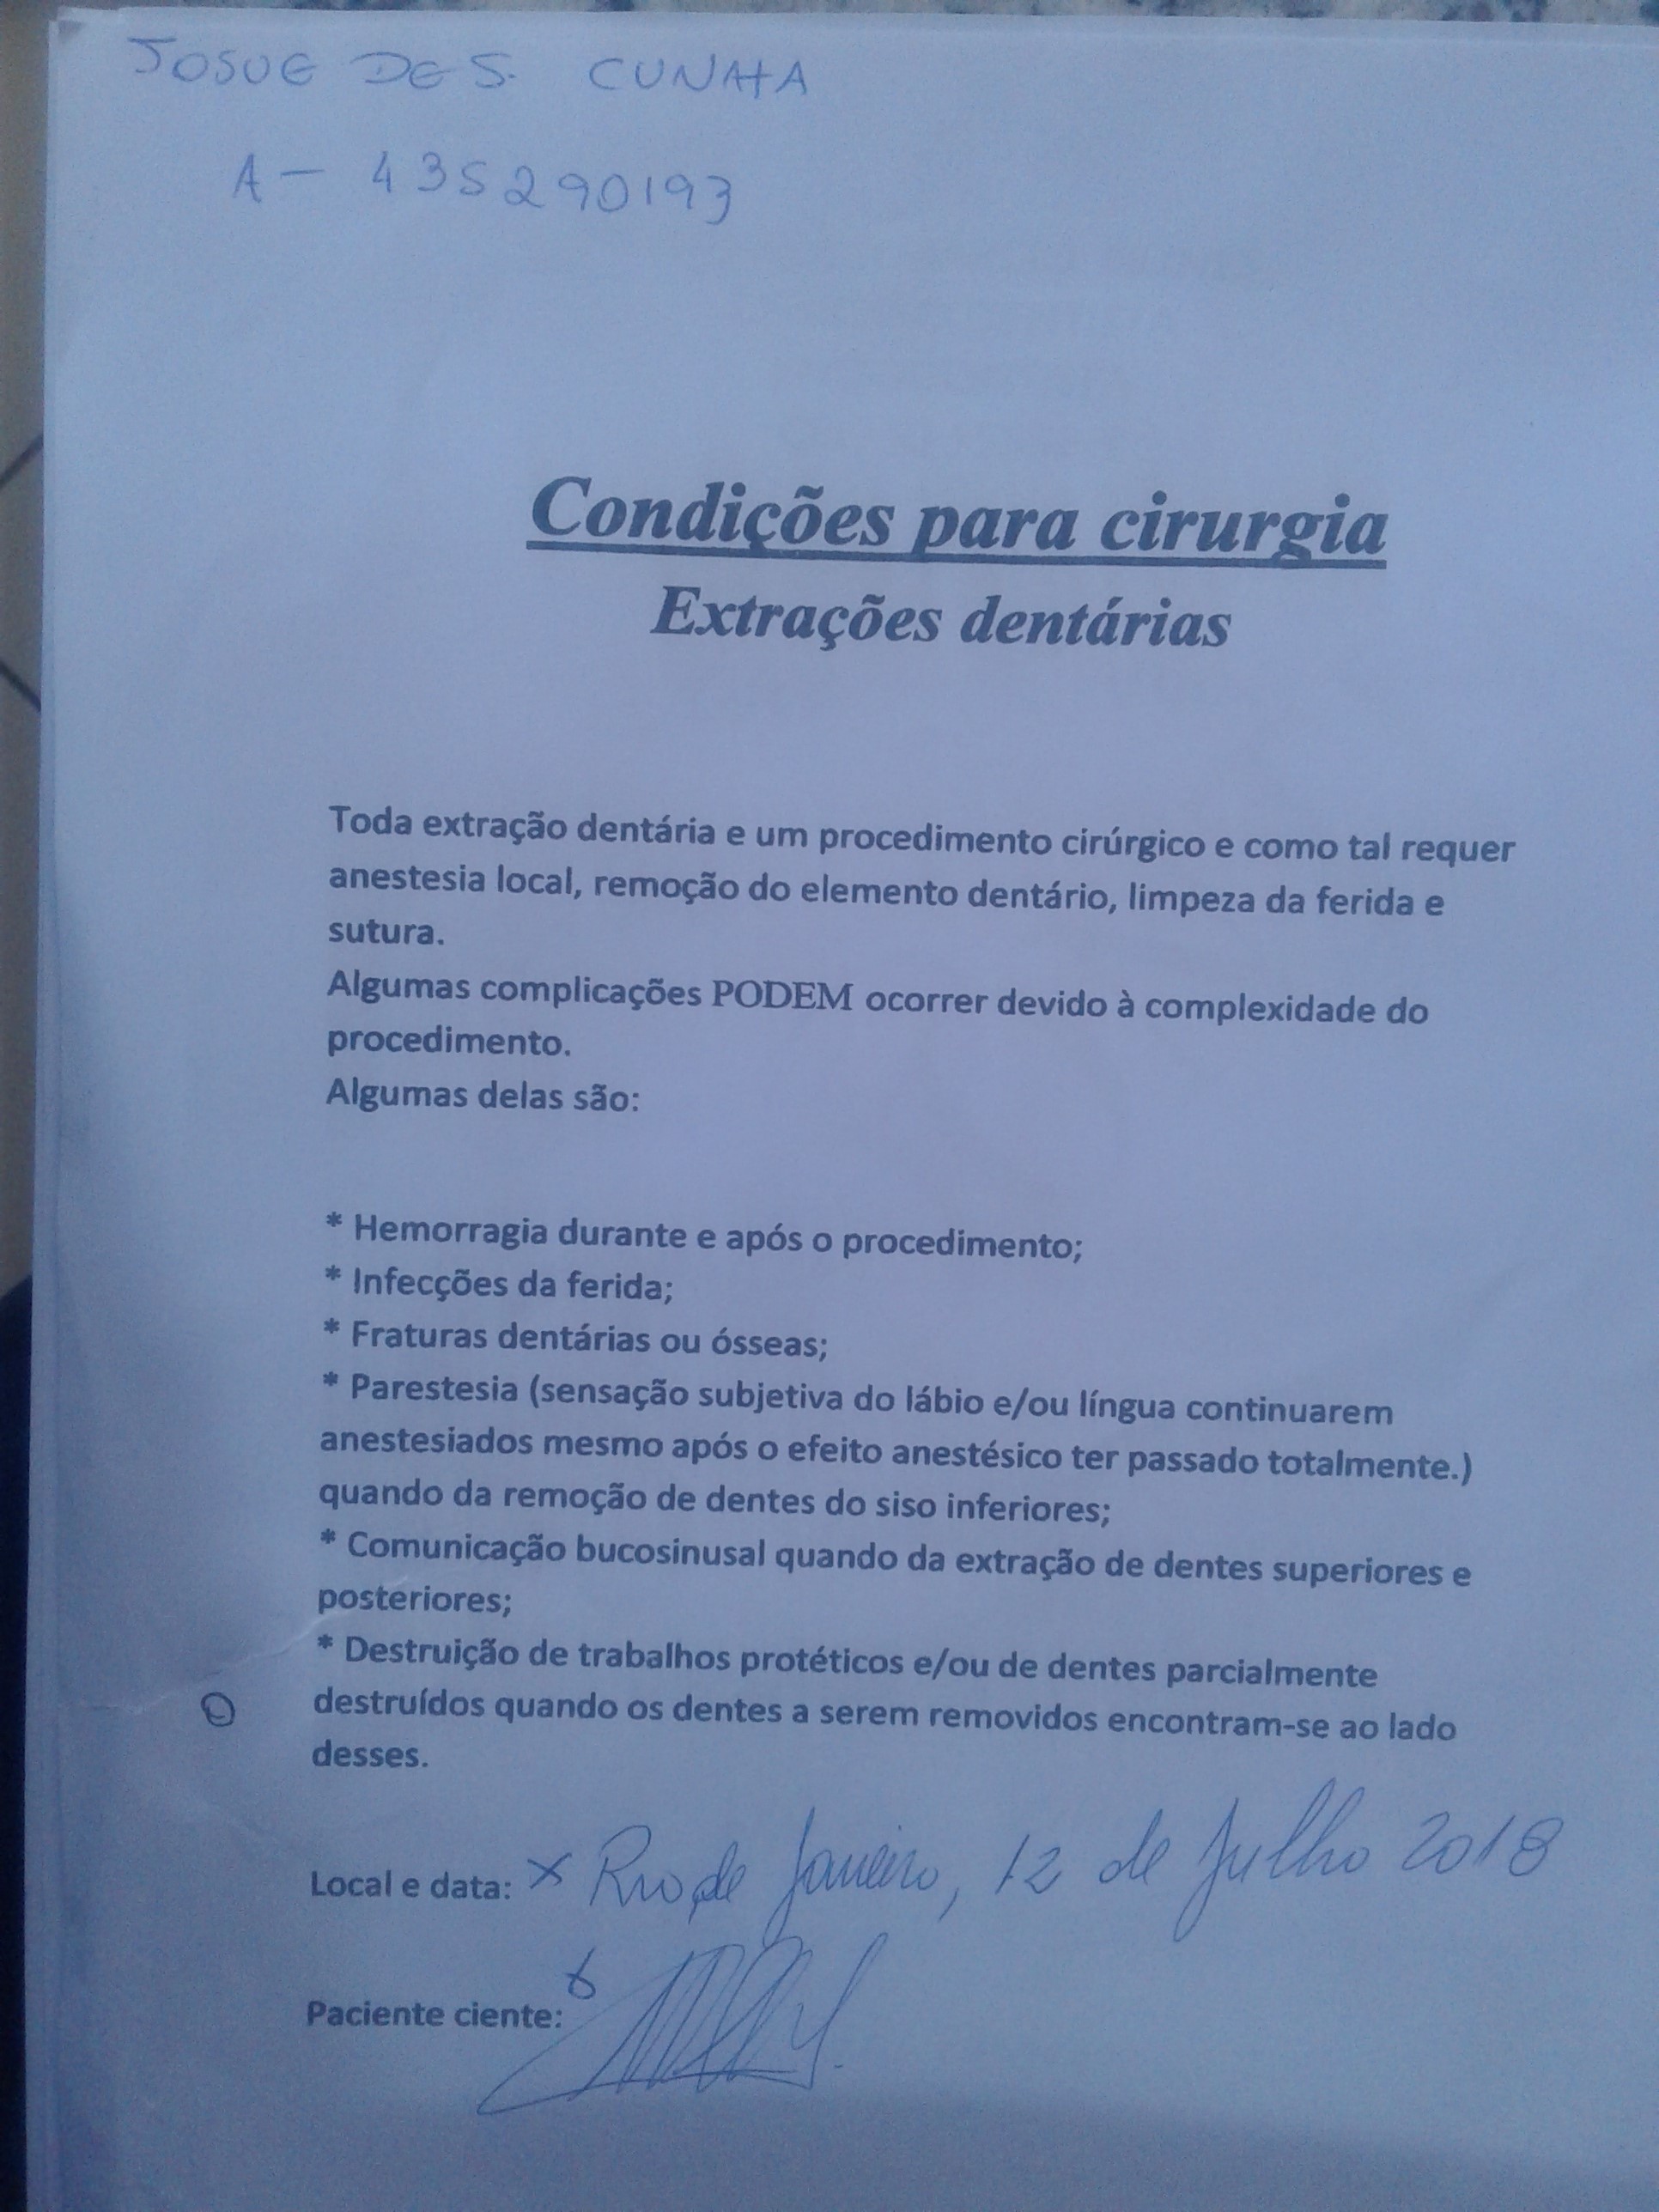 JOSUE DE S. CUNHA
A - 435290193
Condições para cirurgia
Extrações dentárias
Toda extração dentária e um procedimento cirúrgico e como tal requer
anestesia local, remoção do elemento dentário, limpeza da ferida e
sutura.
Algumas complicações PODEM ocorrer devido à complexidade do
procedimento.
Algumas delas são:
* Hemorragia durante e após o procedimento;
* Infecções da ferida;
* Fraturas dentárias ou ósseas;
* Parestesia (sensação subjetiva do lábio e/ou língua continuarem
anestesiados mesmo após o efeito anestésico ter passado totalmente.)
quando da remoção de dentes do siso inferiores;
* Comunicação bucosinusal quando da extração de dentes superiores e
posteriores;
* Destruição de trabalhos protéticos e/ou de dentes parcialmente
destruídos quando os dentes a serem removidos encontram-se ao lado
desses.
Local e data: x Rio de Janeiro, 12 de Julho 2018
Paciente ciente: x